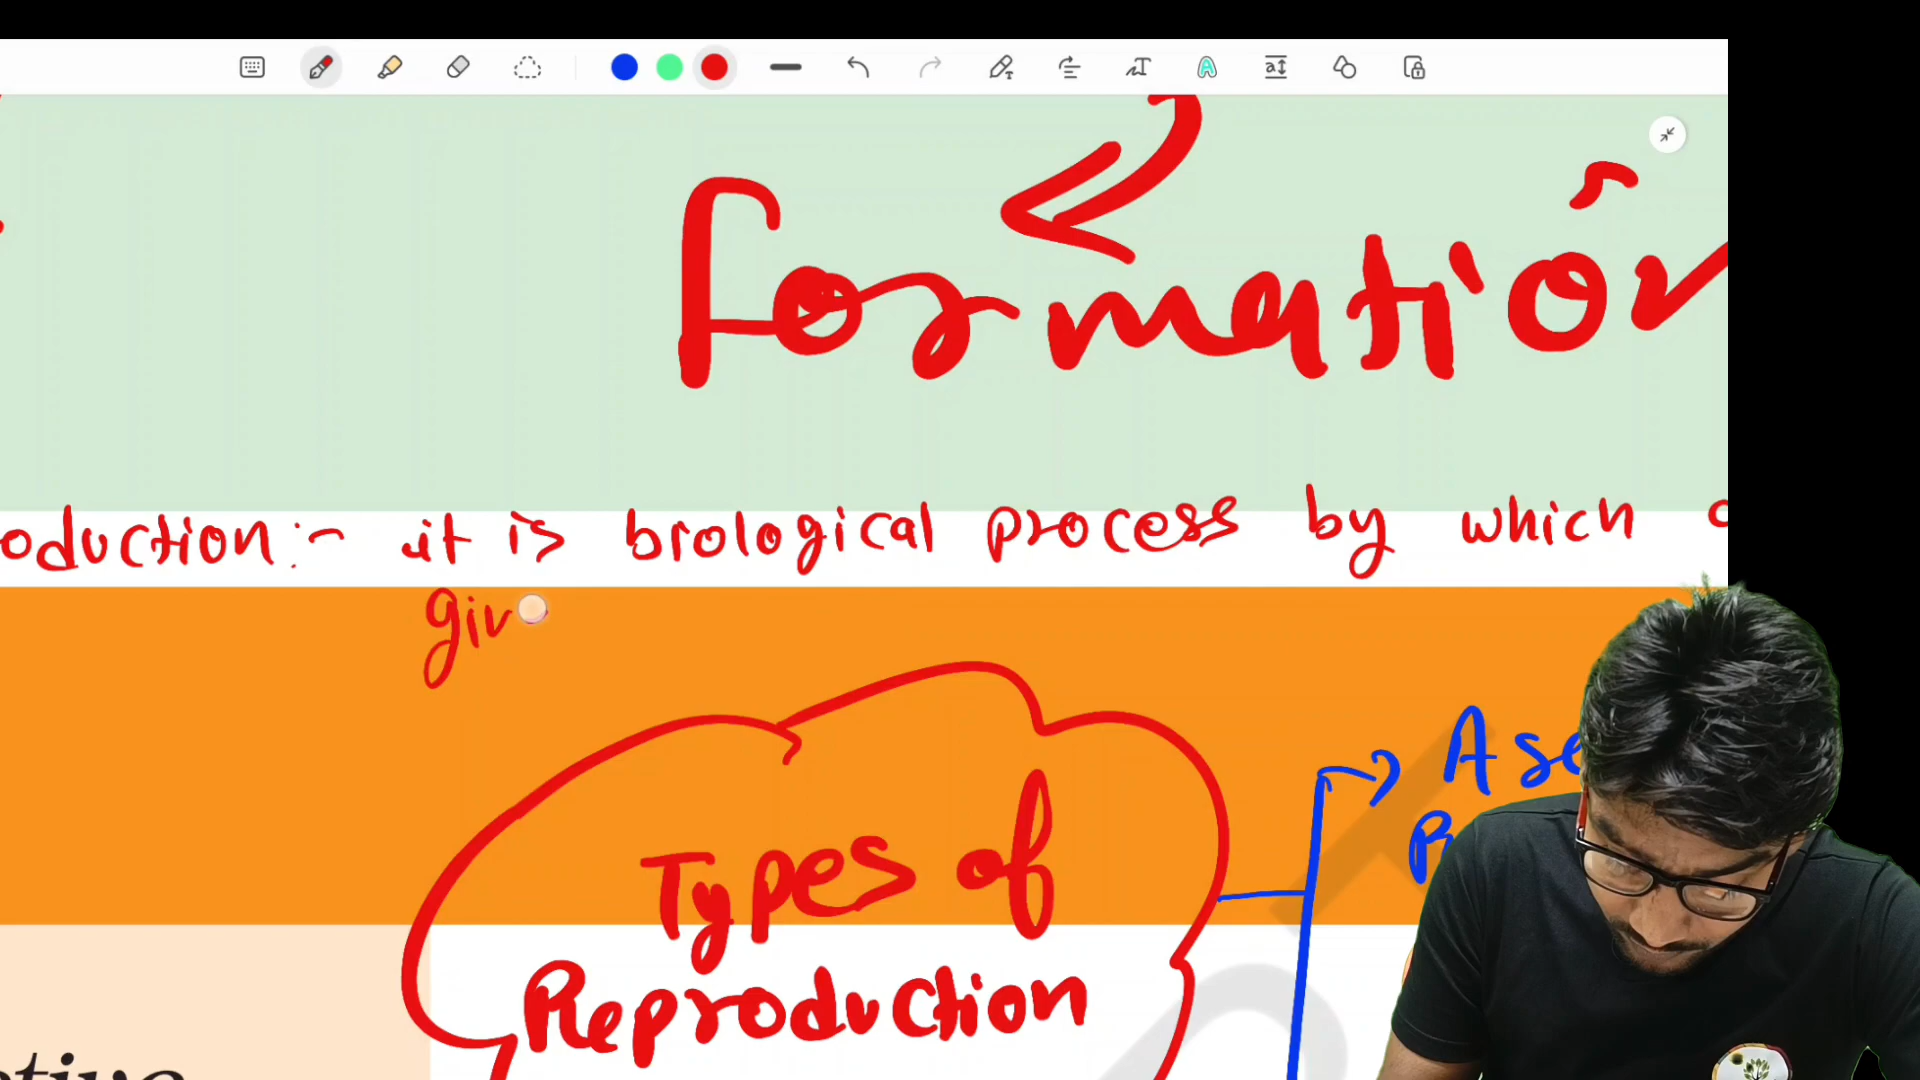 formation
oduction:- it is biological process by which
giv
Types of
Reproduction
Ase